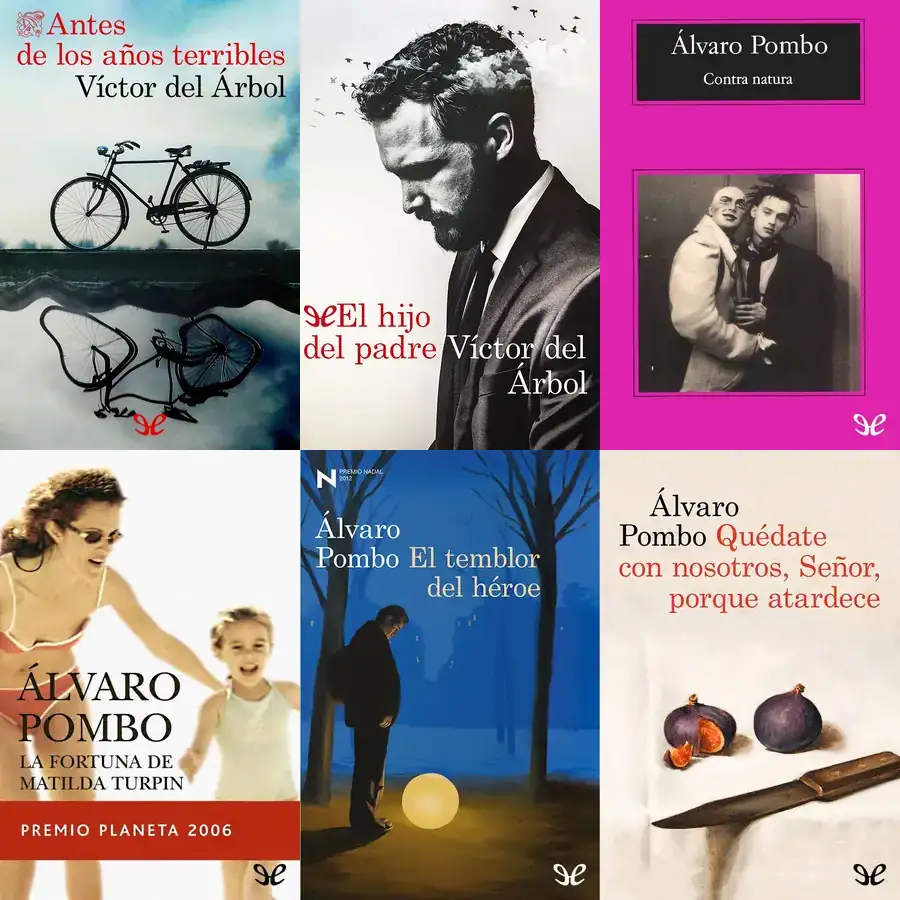 Antes
de los años terribles
Víctor del Árbol
El hijo
del padre Víctor del
Árbol
Álvaro Pombo
Contra natura
ÁLVARO
POMBO
LA FORTUNA DE
MATILDA TURPIN
PREMIO PLANETA 2006
N PREMIO NADAL
2012
Álvaro
Pombo El temblor
del héroe
Álvaro
Pombo Quédate
con nosotros, Señor,
porque atardece